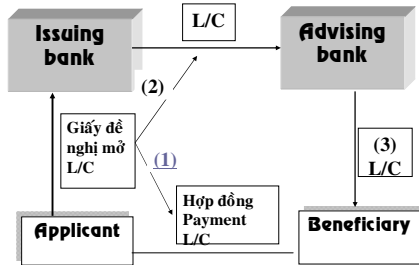 L/C
Issuing
bank
Advising
bank
(2)
Giấy đề
nghị mở
L/C
(1)
(3)
L/C
Hợp đồng
Payment
L/C
Applicant
Beneficiary